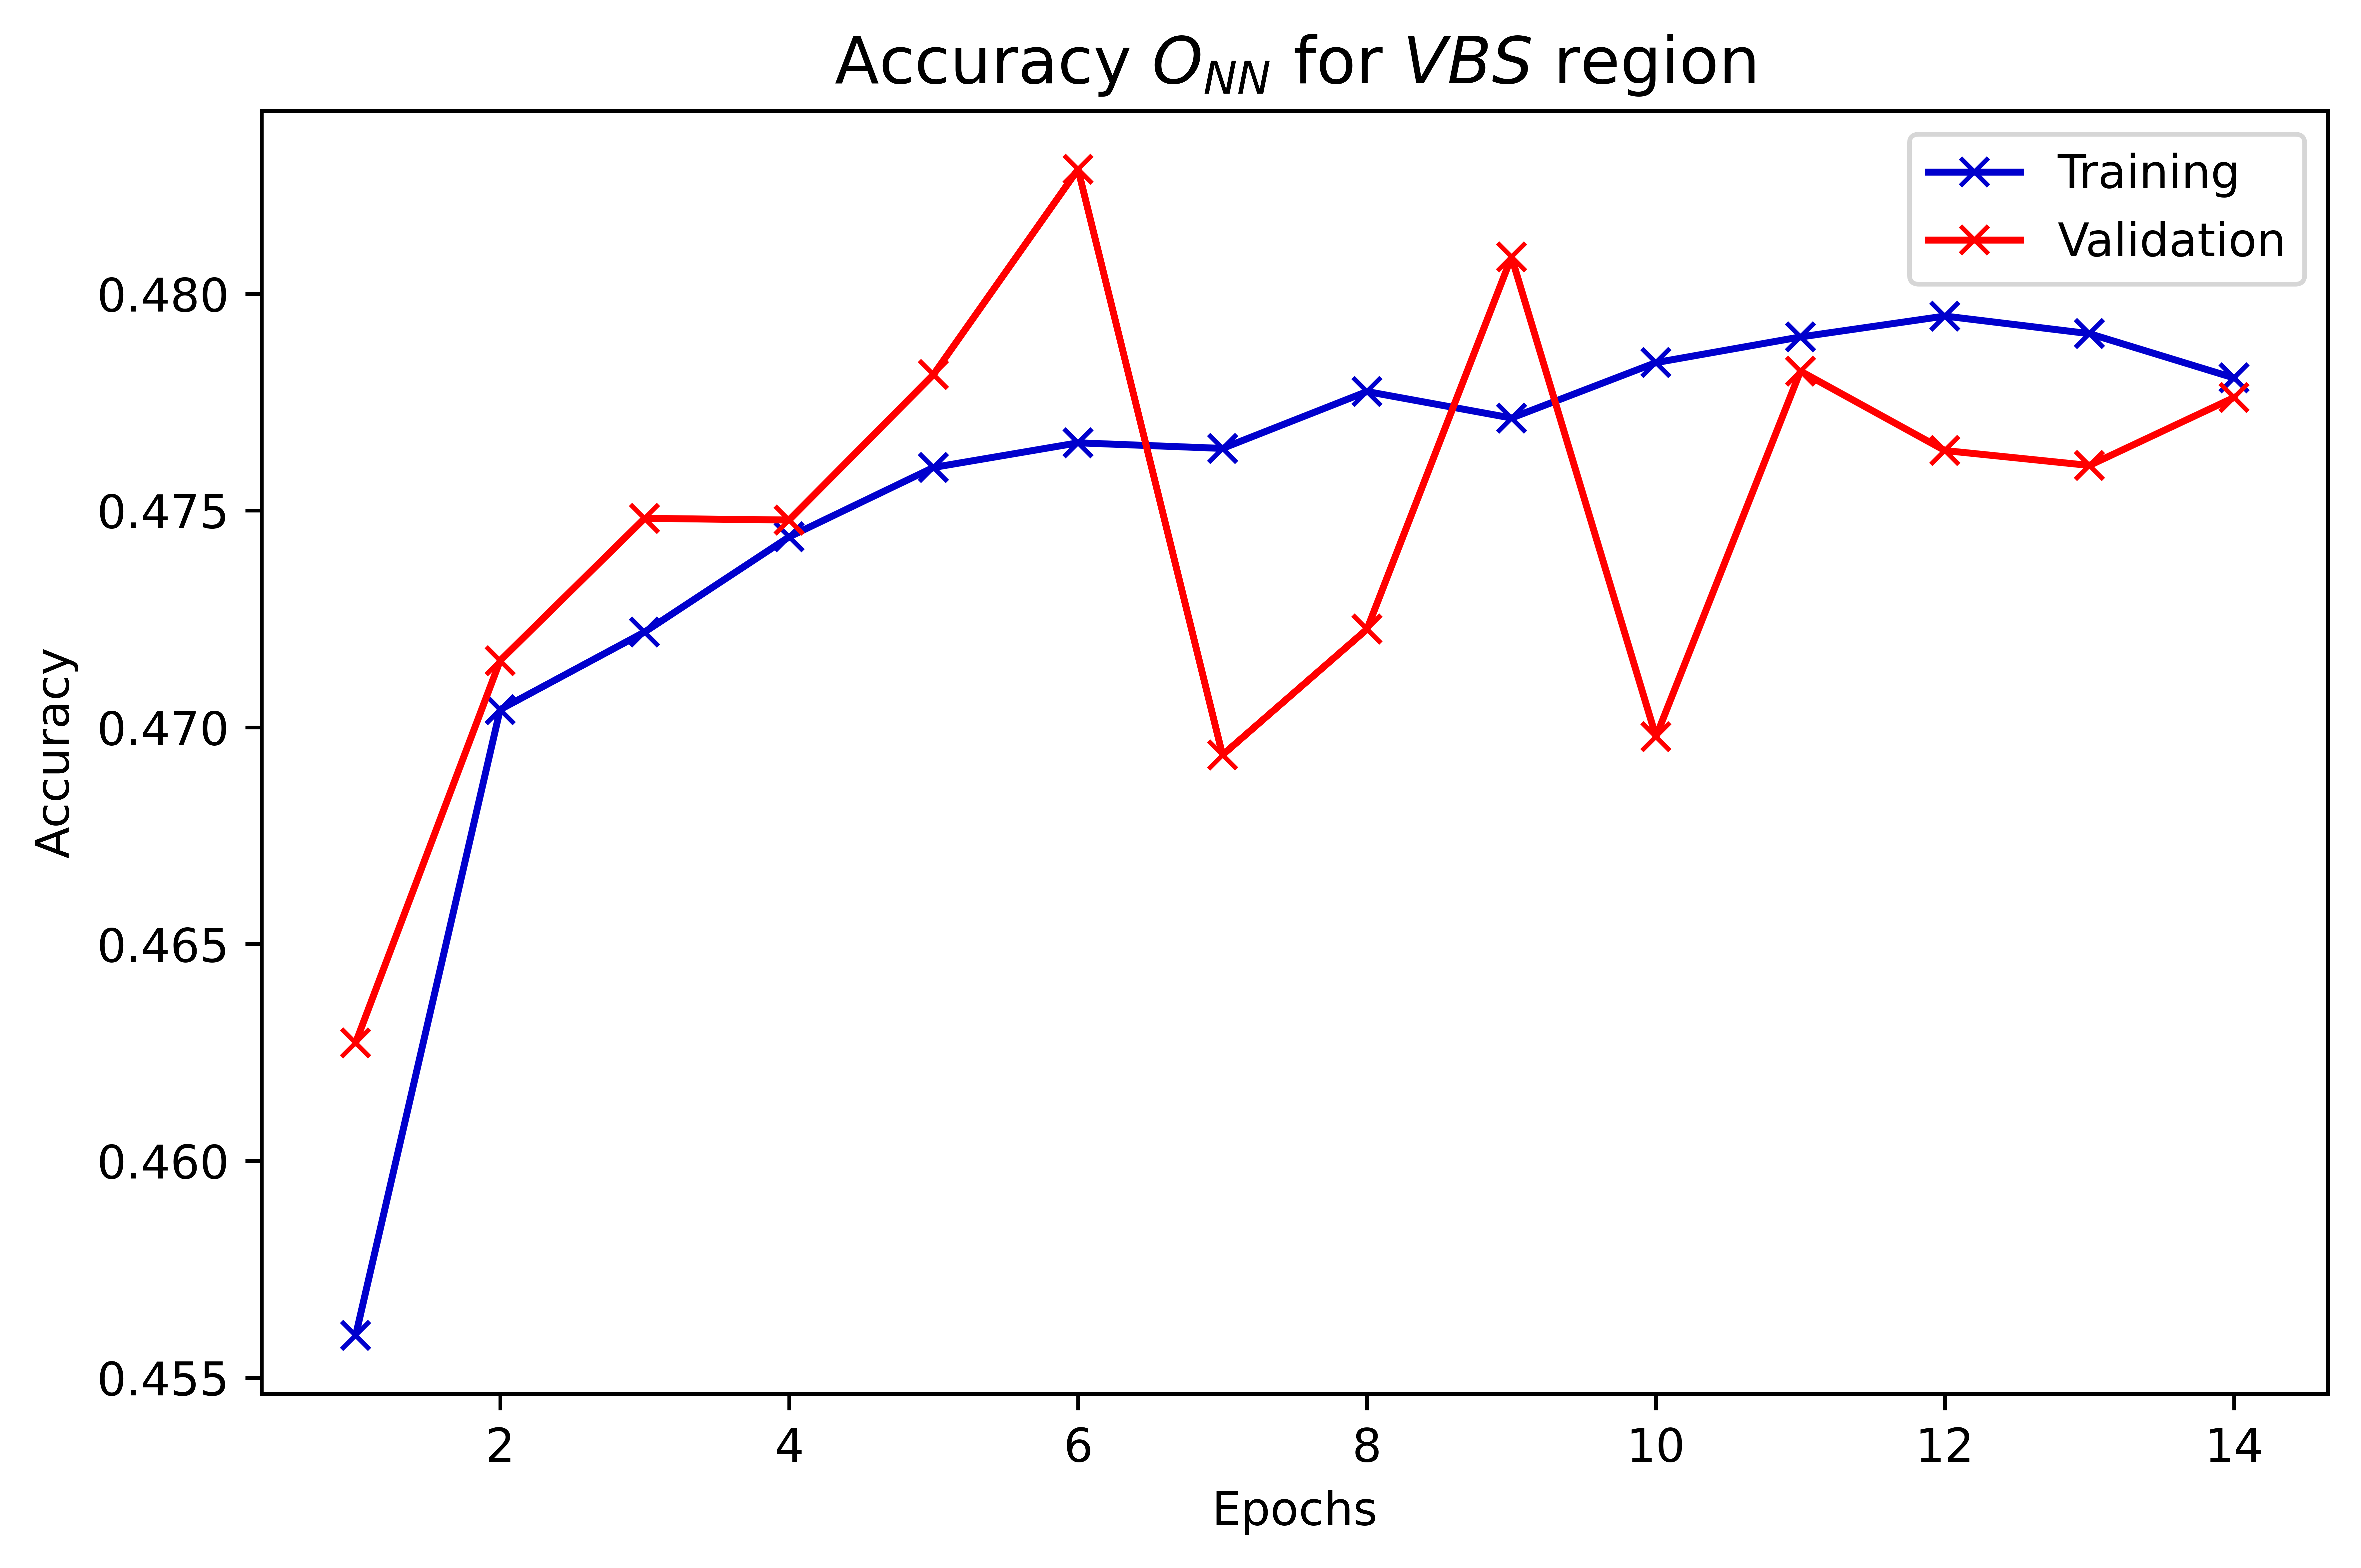 Accuracy O_NN for VBS region
Training
Validation
Accuracy
0.480
0.475
0.470
0.465
0.460
0.455
2 4 6 8 10 12 14
Epochs